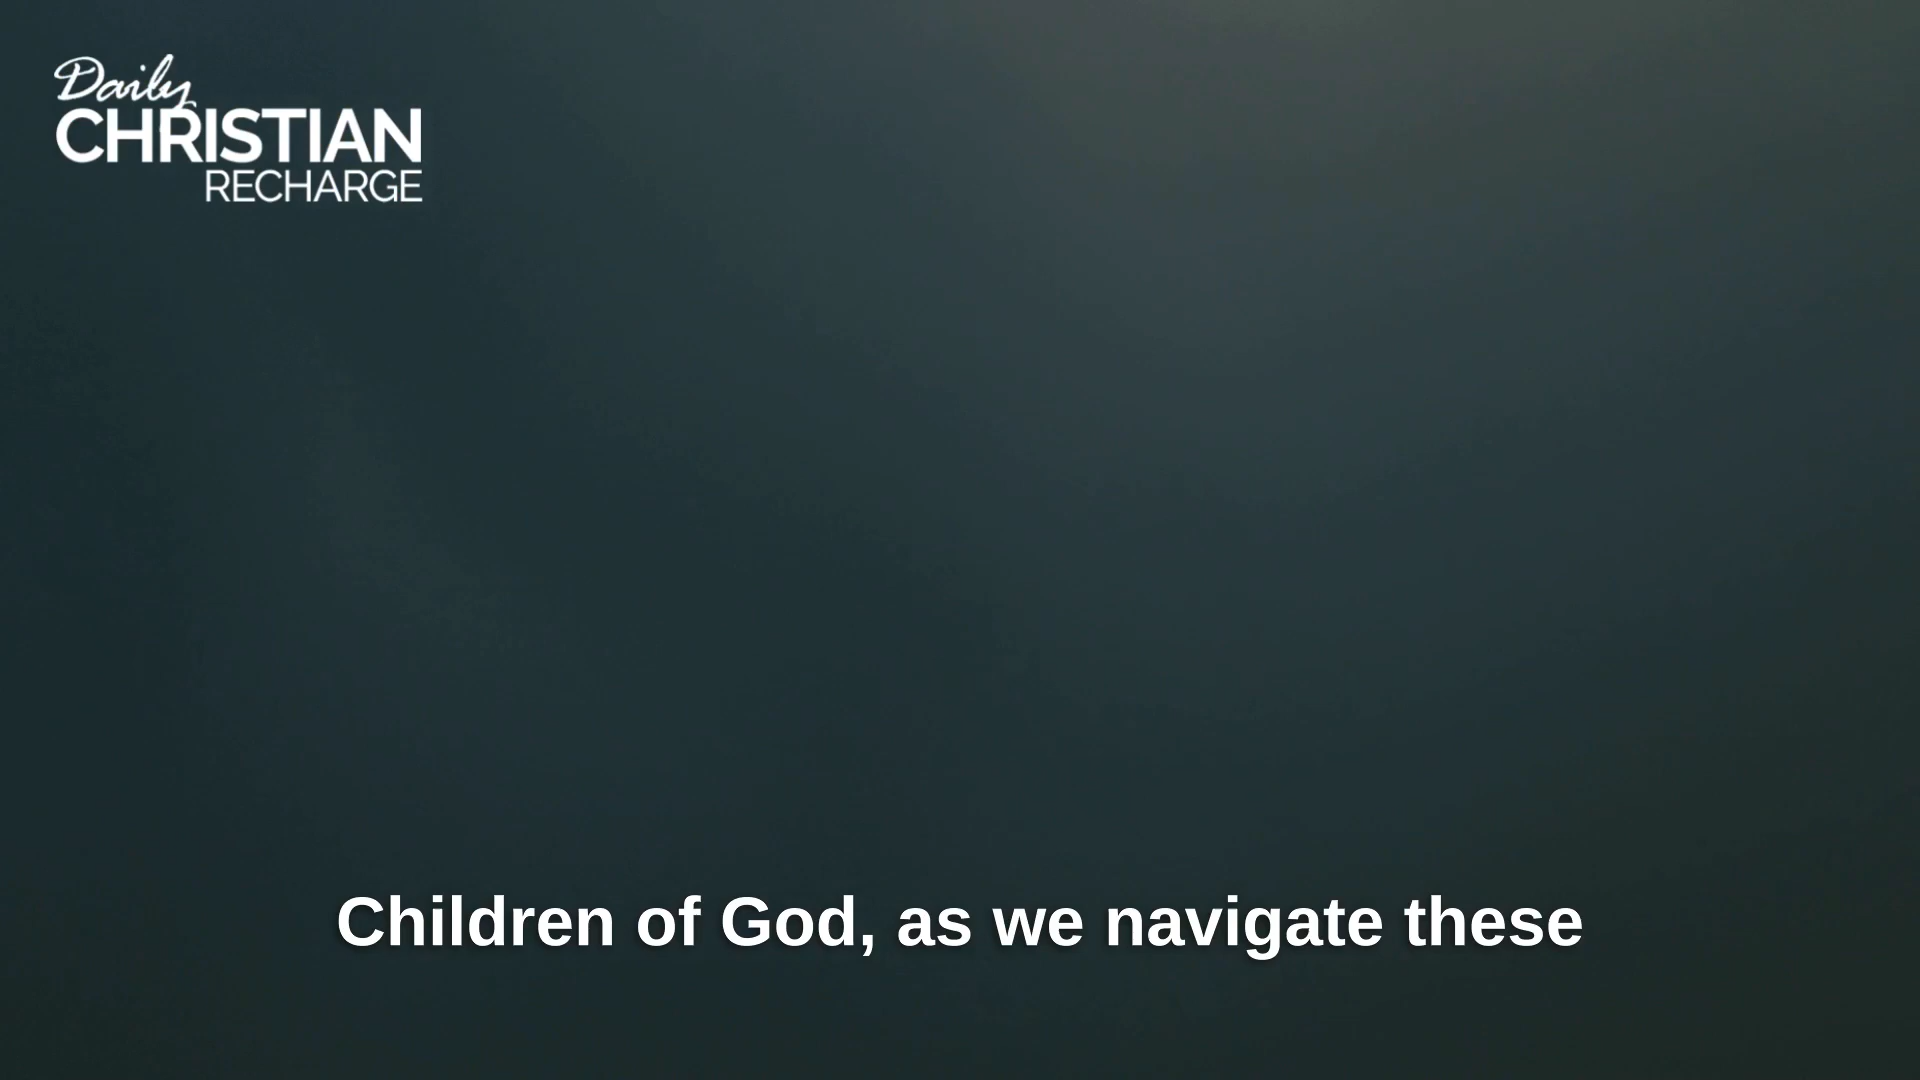 Daily
CHRISTIAN
RECHARGE
Children of God, as we navigate these